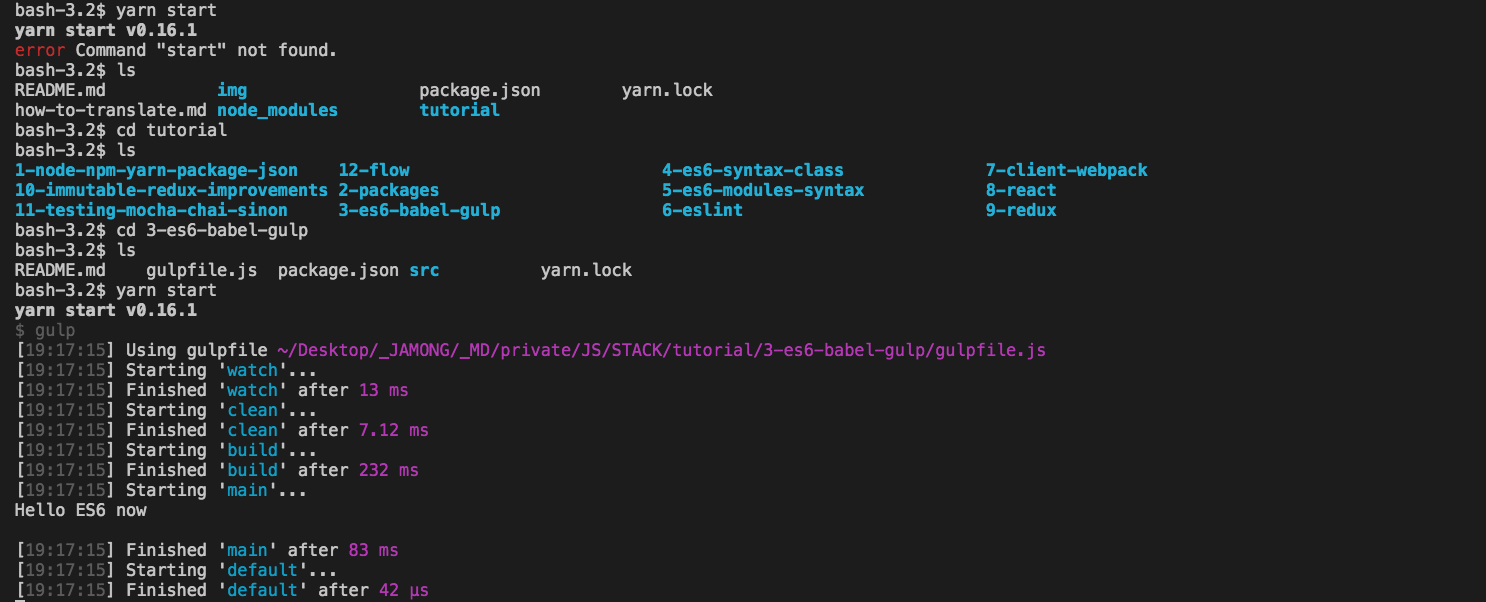 bash-3.2$ yarn start
yarn start v0.16.1
error Command "start" not found.
bash-3.2$ ls
README.md img package.json yarn.lock
how-to-translate.md node_modules tutorial
bash-3.2$ cd tutorial
bash-3.2$ ls
1-node-npm-yarn-package-json 12-flow 4-es6-syntax-class 7-client-webpack
10-immutable-redux-improvements 2-packages 5-es6-modules-syntax 8-react
11-testing-mocha-chai-sinon 3-es6-babel-gulp 6-eslint 9-redux
bash-3.2$ cd 3-es6-babel-gulp
bash-3.2$ ls
README.md gulpfile.js package.json src yarn.lock
bash-3.2$ yarn start
yarn start v0.16.1
$ gulp
[19:17:15] Using gulpfile ~/Desktop/_JAMONG/_MD/private/JS/STACK/tutorial/3-es6-babel-gulp/gulpfile.js
[19:17:15] Starting 'watch'...
[19:17:15] Finished 'watch' after 13 ms
[19:17:15] Starting 'clean'...
[19:17:15] Finished 'clean' after 7.12 ms
[19:17:15] Starting 'build'...
[19:17:15] Finished 'build' after 232 ms
[19:17:15] Starting 'main'...
Hello ES6 now
[19:17:15] Finished 'main' after 83 ms
[19:17:15] Starting 'default'...
[19:17:15] Finished 'default' after 42 μs